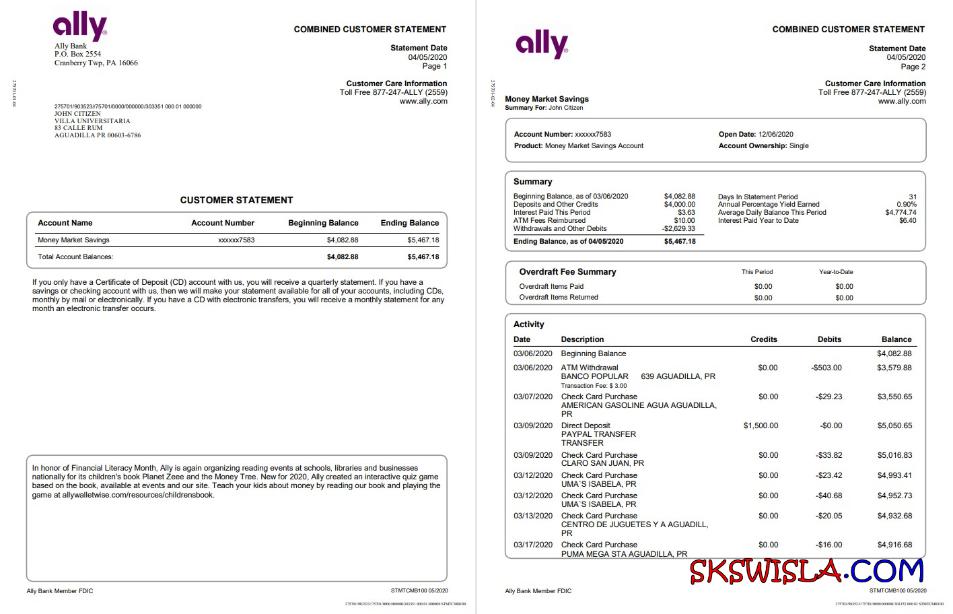 ally
Ally Bank
P.O. Box 2554
Cranberry Twp, PA 16066
COMBINED CUSTOMER STATEMENT
Statement Date
04/05/2020
Page 1
Customer Care Information
Toll Free 877-247-ALLY (2559)
www.ally.com
275701/903523/75701/0000/000000/303351 000 01 000000
JOHN CITIZEN
VILLA UNIVERSITARIA
83 CALLE RUM
AGUADILLA PR 00603-6786
CUSTOMER STATEMENT
Account Name Account Number Beginning Balance Ending Balance
Money Market Savings xxxxxx7583 $4,082.88 $5,467.18
Total Account Balances: $4,082.88 $5,467.18
If you only have a Certificate of Deposit (CD) account with us, you will receive a quarterly statement. If you have a
savings or checking account with us, then we will make your statement available for all of your accounts, including CDs,
monthly by mail or electronically. If you have a CD with electronic transfers, you will receive a monthly statement for any
month an electronic transfer occurs.
In honor of Financial Literacy Month, Ally is again organizing reading events at schools, libraries and businesses
nationally for its children's book Planet Zeee and the Money Tree. New for 2020, Ally created an interactive quiz game
based on the book, available at events and our site. Teach your kids about money by reading our book and playing the
game at allywalletwise.com/resources/childrensbook.
Ally Bank Member FDIC STMTCMB100 05/2020
ally
COMBINED CUSTOMER STATEMENT
Statement Date
04/05/2020
Page 2
Customer Care Information
Toll Free 877-247-ALLY (2559)
www.ally.com
Money Market Savings
Summary For: John Citizen
Account Number: xxxxxx7583 Open Date: 12/06/2020
Product: Money Market Savings Account Account Ownership: Single
Summary
Beginning Balance, as of 03/06/2020 $4,082.88 Days In Statement Period 31
Deposits and Other Credits $4,000.00 Annual Percentage Yield Earned 0.90%
Interest Paid This Period $3.63 Average Daily Balance This Period $4,774.74
ATM Fees Reimbursed $10.00 Interest Paid Year to Date $6.40
Withdrawals and Other Debits -$2,629.33
Ending Balance, as of 04/05/2020 $5,467.18
Overdraft Fee Summary This Period Year-to-Date
Overdraft Items Paid $0.00 $0.00
Overdraft Items Returned $0.00 $0.00
Activity
Date Description Credits Debits Balance
03/06/2020 Beginning Balance $4,082.88
03/06/2020 ATM Withdrawal $0.00 -$503.00 $3,579.88
BANCO POPULAR 639 AGUADILLA, PR
Transaction Fee: $ 3.00
03/07/2020 Check Card Purchase $0.00 -$29.23 $3,550.65
AMERICAN GASOLINE AGUA AGUADILLA,
PR
03/09/2020 Direct Deposit $1,500.00 -$0.00 $5,050.65
PAYPAL TRANSFER
TRANSFER
03/09/2020 Check Card Purchase $0.00 -$33.82 $5,016.83
CLARO SAN JUAN, PR
03/12/2020 Check Card Purchase $0.00 -$23.42 $4,993.41
UMA`S ISABELA, PR
03/12/2020 Check Card Purchase $0.00 -$40.68 $4,952.73
UMA`S ISABELA, PR
03/13/2020 Check Card Purchase $0.00 -$20.05 $4,932.68
CENTRO DE JUGUETES Y A AGUADILL,
PR
03/17/2020 Check Card Purchase $0.00 -$16.00 $4,916.68
PUMA MEGA STA AGUADILLA, PR
SKSWISLA.COM
Ally Bank Member FDIC STMTCMB100 05/2020